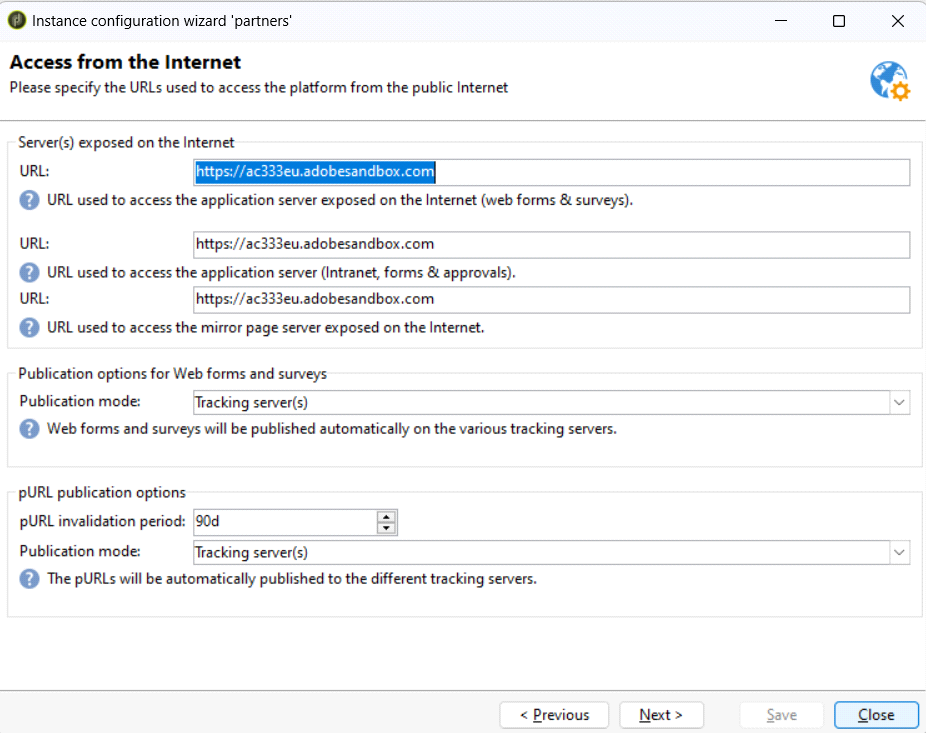 Instance configuration wizard 'partners'
Access from the Internet
Please specify the URLs used to access the platform from the public Internet
Server(s) exposed on the Internet
URL: https://ac333eu.adobesandbox.com
? URL used to access the application server exposed on the Internet (web forms & surveys).
URL: https://ac333eu.adobesandbox.com
? URL used to access the application server (Intranet, forms & approvals).
URL: https://ac333eu.adobesandbox.com
? URL used to access the mirror page server exposed on the Internet.
Publication options for Web forms and surveys
Publication mode: Tracking server(s)
? Web forms and surveys will be published automatically on the various tracking servers.
pURL publication options
pURL invalidation period: 90d
Publication mode: Tracking server(s)
? The pURLs will be automatically published to the different tracking servers.
< Previous Next > Save Close